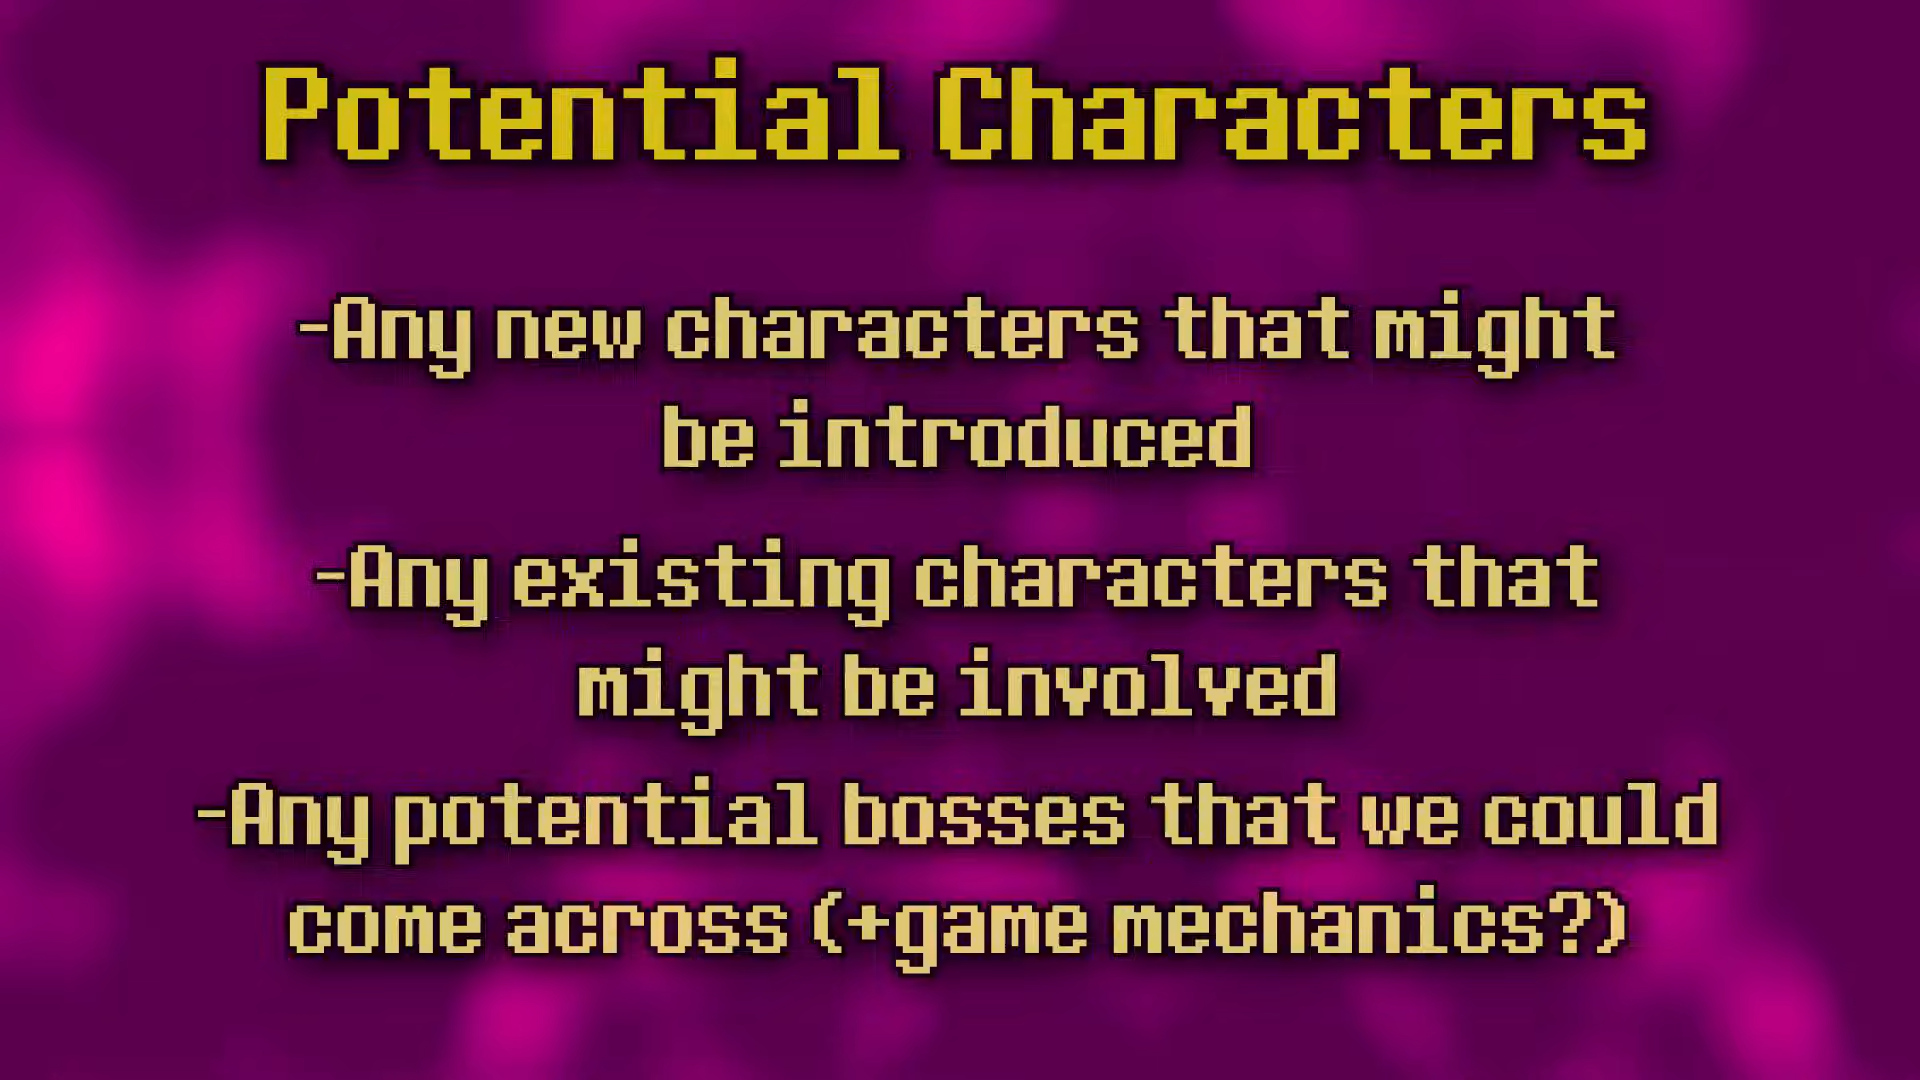 Potential Characters
-Any new characters that might
be introduced
-Any existing characters that
might be involved
-Any potential bosses that we could
come across (+game mechanics?)